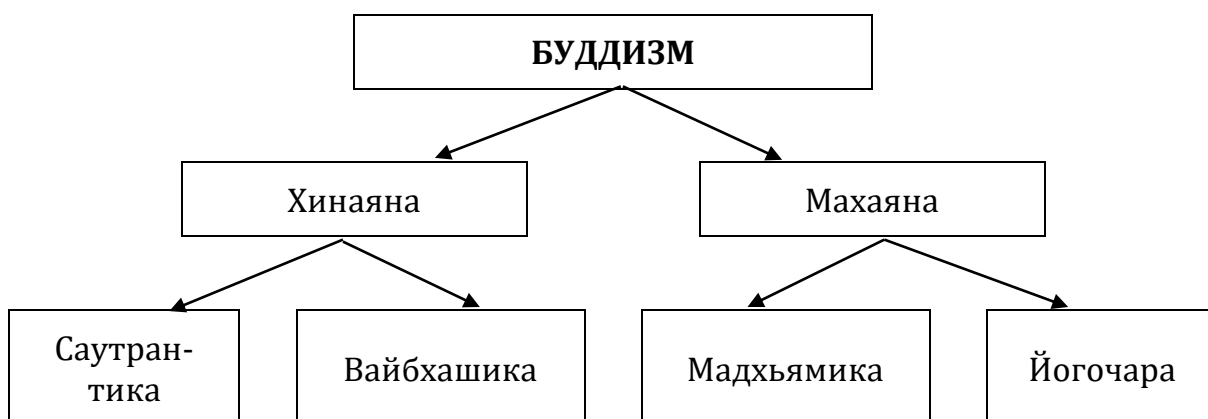 БУДДИЗМ
Хинаяна
Махаяна
Саутран-
тика
Вайбхашика
Мадхьямика
Йогочара